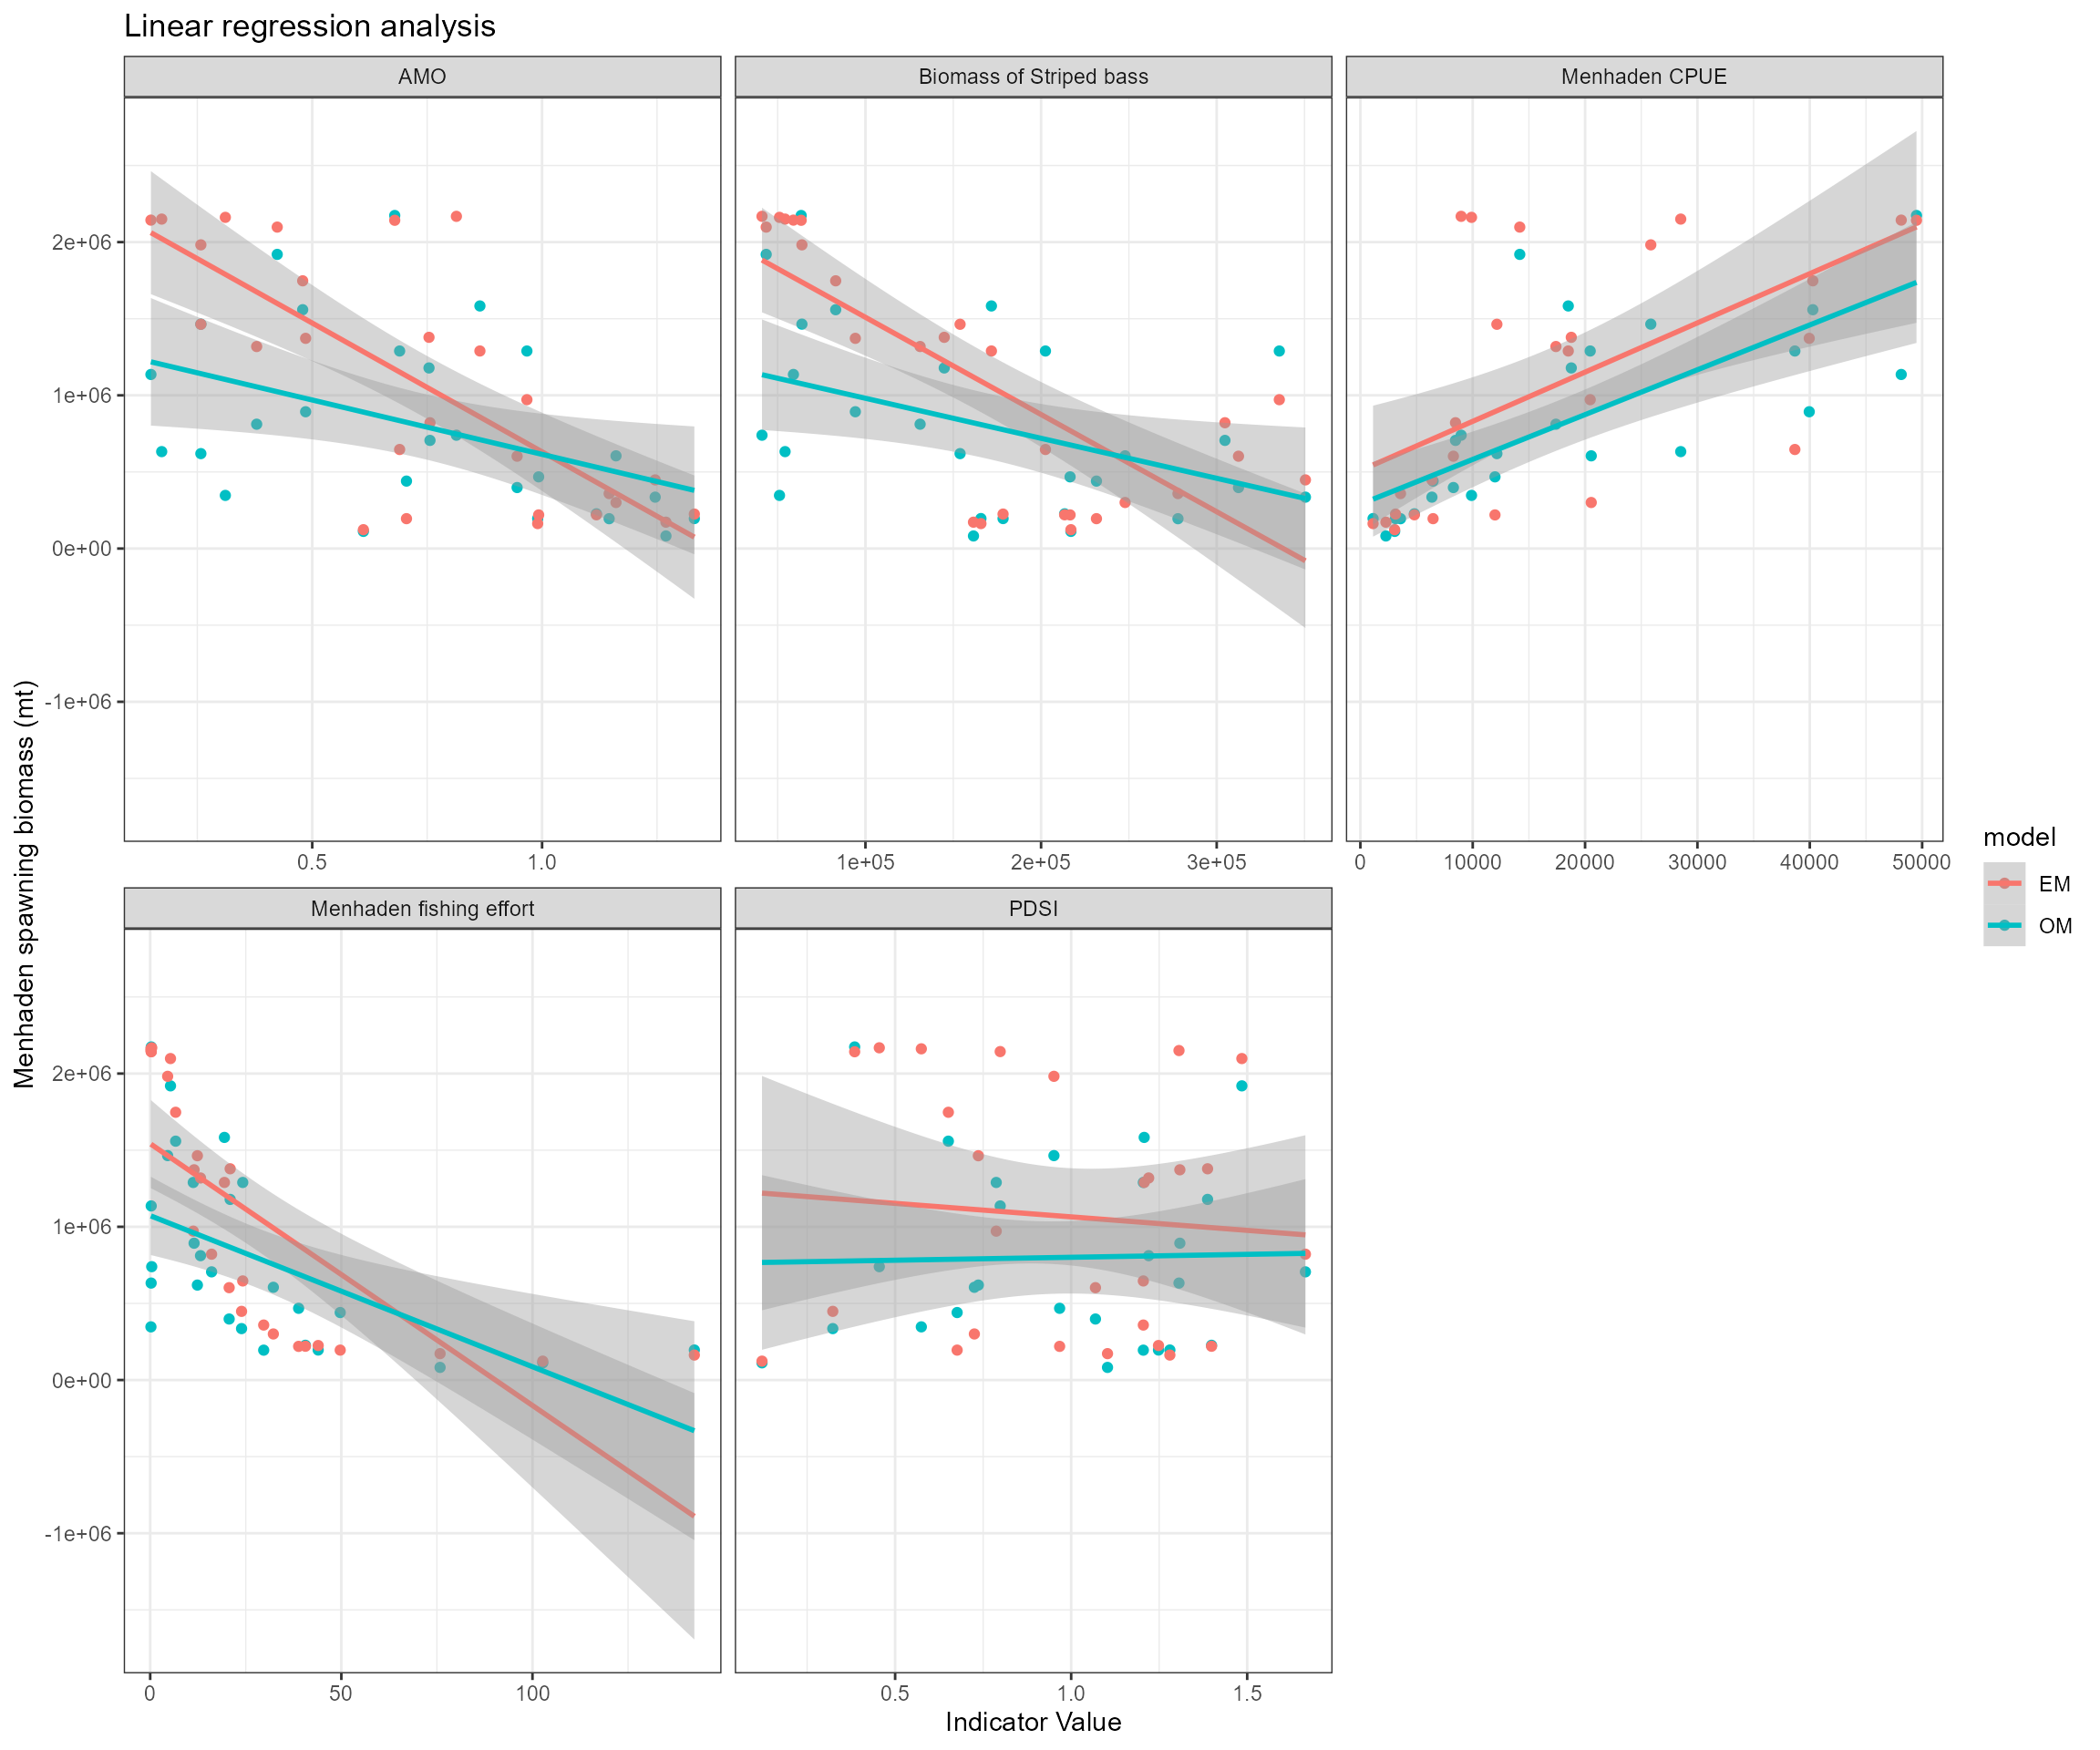 Linear regression analysis
AMO
Biomass of Striped bass
Menhaden CPUE
2e+06
1e+06
0e+00
-1e+06
0.5 1.0
1e+05 2e+05 3e+05
0 10000 20000 30000 40000 50000
Menhaden spawning biomass (mt)
model
EM
OM
Menhaden fishing effort
PDSI
2e+06
1e+06
0e+00
-1e+06
0 50 100
0.5 1.0 1.5
Indicator Value